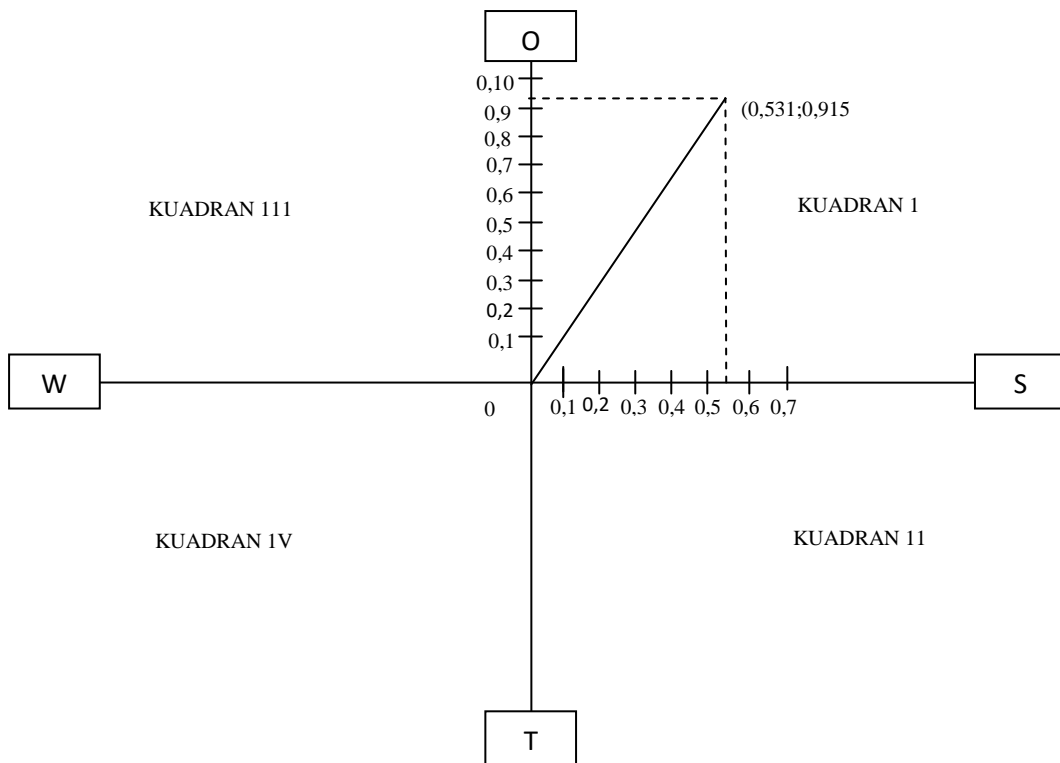 O
0,10
0,9
(0,531;0,915
0,8
0,7
0,6
KUADRAN 111
KUADRAN 1
0,5
0,4
0,3
0,2
0,1
W
S
0
0,1 0,2 0,3 0,4 0,5 0,6 0,7
KUADRAN 1V
KUADRAN 11
T